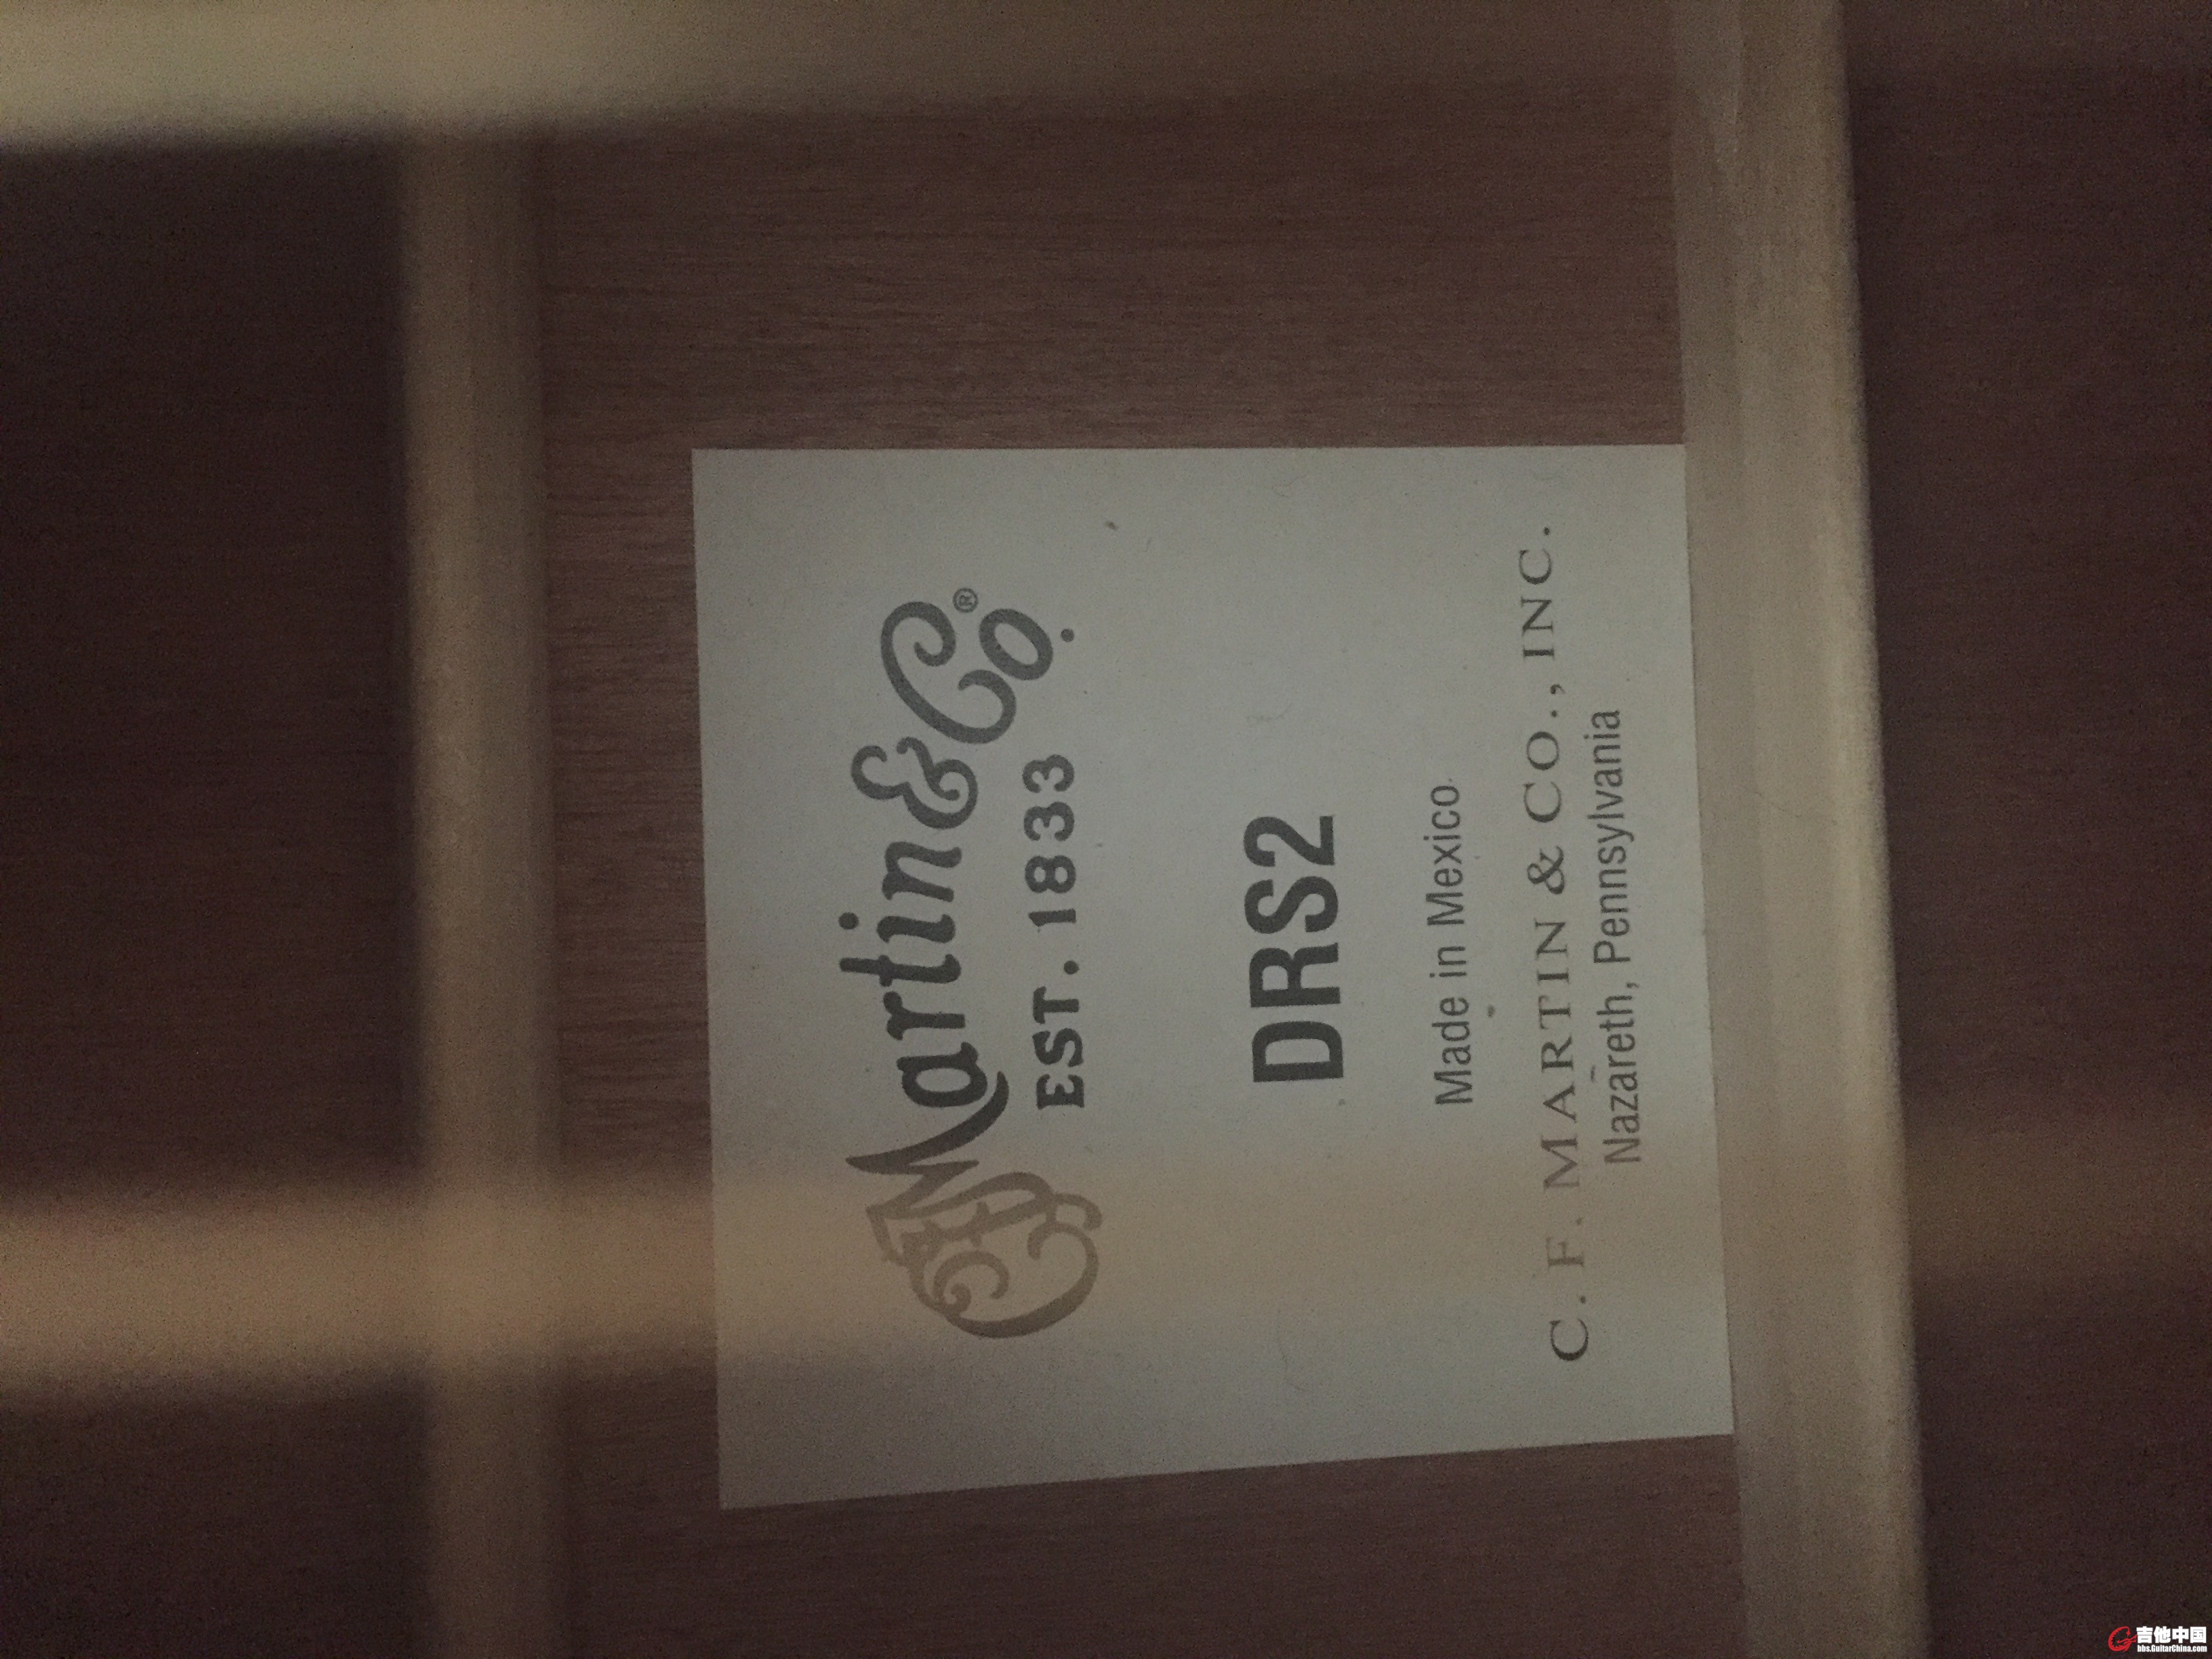 CFMartin & Co.®
EST. 1833
DRS2
Made in Mexico
C. F. MARTIN & CO., INC.
Nazareth, Pennsylvania
吉他中国
bbs.GuitarChina.com